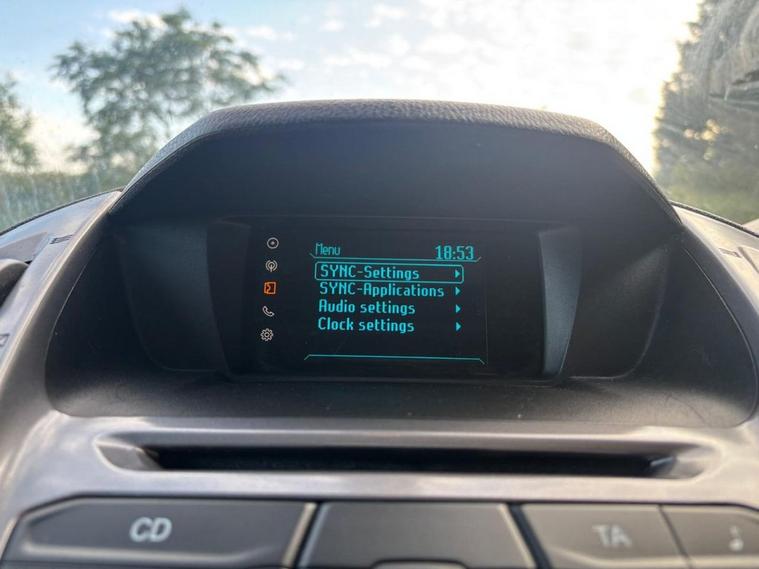 Menu 18:53
SYNC-Settings
SYNC-Applications
Audio settings
Clock settings
CD
TA